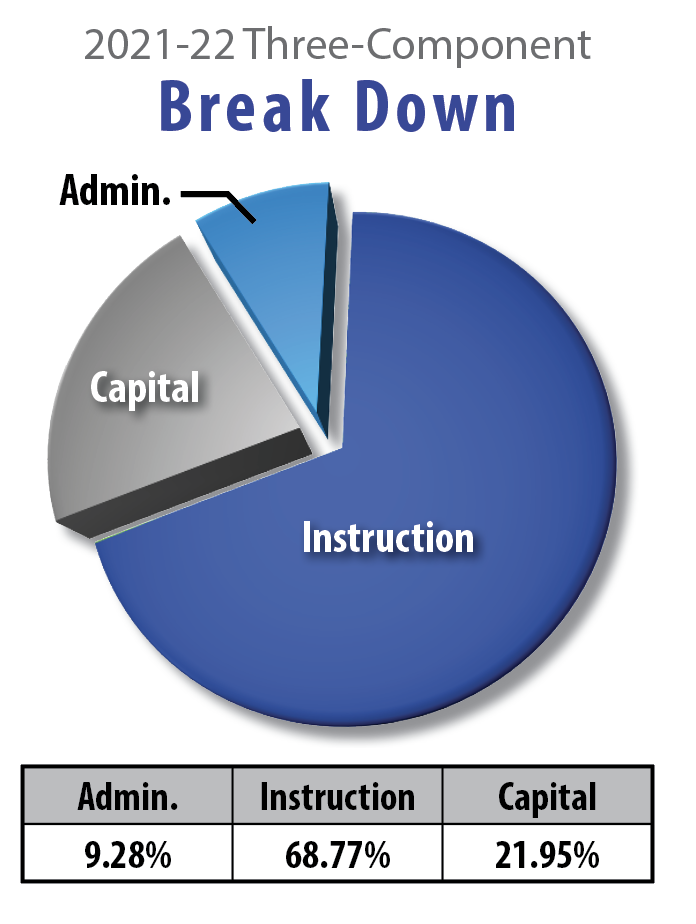 2021-22 Three-Component
Break Down
Admin.
Capital
Instruction
Admin. Instruction Capital
9.28% 68.77% 21.95%